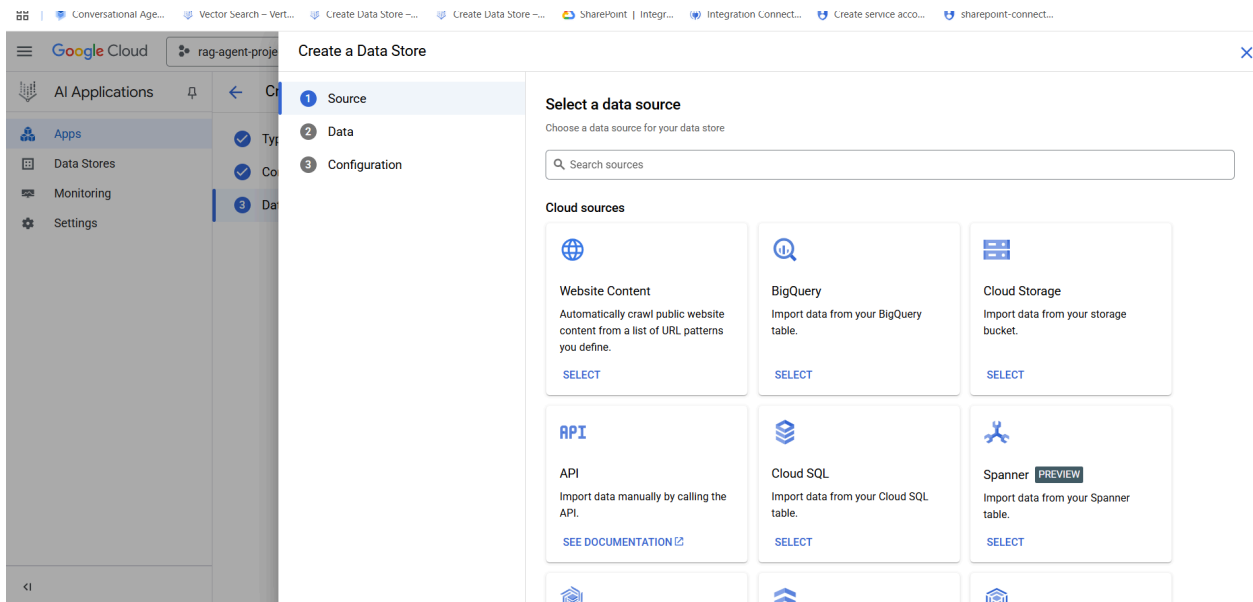 Conversational Age...
Vector Search – Vert...
Create Data Store –...
Create Data Store –...
SharePoint | Integr...
Integration Connect...
Create service acco...
sharepoint-connect...
Google Cloud
rag-agent-proje
Create a Data Store
AI Applications
Cr
Apps
Data Stores
Monitoring
Settings
Typ
Co
3 Dat
1 Source
2 Data
3 Configuration
Select a data source
Choose a data source for your data store
Search sources
Cloud sources
Website Content
Automatically crawl public website
content from a list of URL patterns
you define.
SELECT
BigQuery
Import data from your BigQuery
table.
SELECT
Cloud Storage
Import data from your storage
bucket.
SELECT
API
API
Import data manually by calling the
API.
SEE DOCUMENTATION
Cloud SQL
Import data from your Cloud SQL
table.
SELECT
Spanner PREVIEW
Import data from your Spanner
table.
SELECT